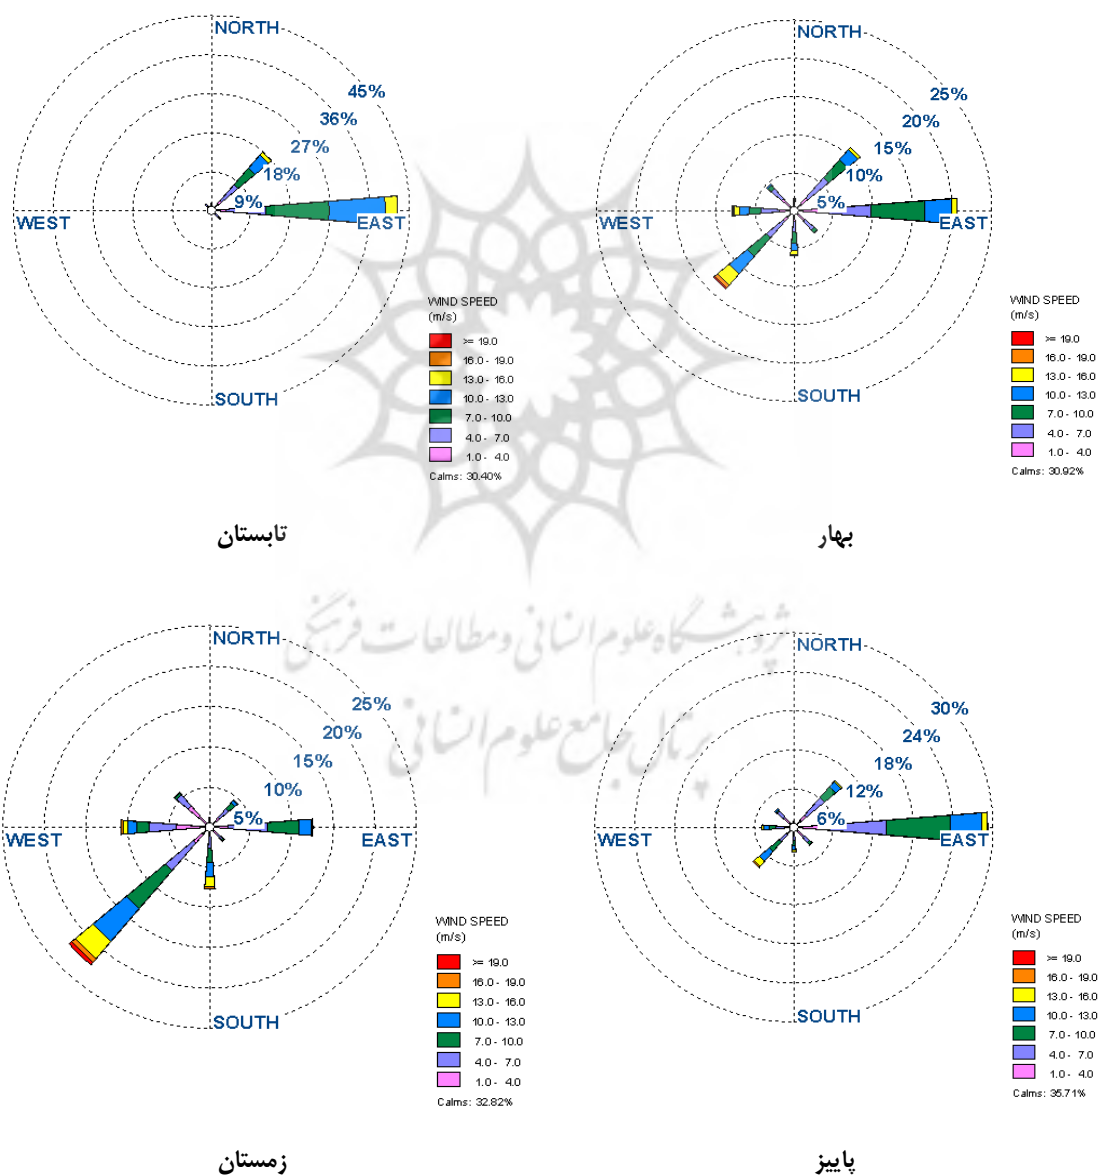 NORTH
45%
36%
27%
18%
9%
WEST
EAST
SOUTH
WIND SPEED
(m/s)
>= 19.0
16.0 - 19.0
13.0 - 16.0
10.0 - 13.0
7.0 - 10.0
4.0 - 7.0
1.0 - 4.0
Calms: 30.40%
تابستان
NORTH
25%
20%
15%
10%
5%
WEST
EAST
SOUTH
WIND SPEED
(m/s)
>= 19.0
16.0 - 19.0
13.0 - 16.0
10.0 - 13.0
7.0 - 10.0
4.0 - 7.0
1.0 - 4.0
Calms: 30.92%
بهار
پژوهشگاه علوم انسانی و مطالعات فرهنگی
پرتال جامع علوم انسانی
NORTH
25%
20%
15%
10%
5%
WEST
EAST
SOUTH
WIND SPEED
(m/s)
>= 19.0
16.0 - 19.0
13.0 - 16.0
10.0 - 13.0
7.0 - 10.0
4.0 - 7.0
1.0 - 4.0
Calms: 32.82%
زمستان
NORTH
30%
24%
18%
12%
6%
WEST
EAST
SOUTH
WIND SPEED
(m/s)
>= 19.0
16.0 - 19.0
13.0 - 16.0
10.0 - 13.0
7.0 - 10.0
4.0 - 7.0
1.0 - 4.0
Calms: 35.71%
پاییز